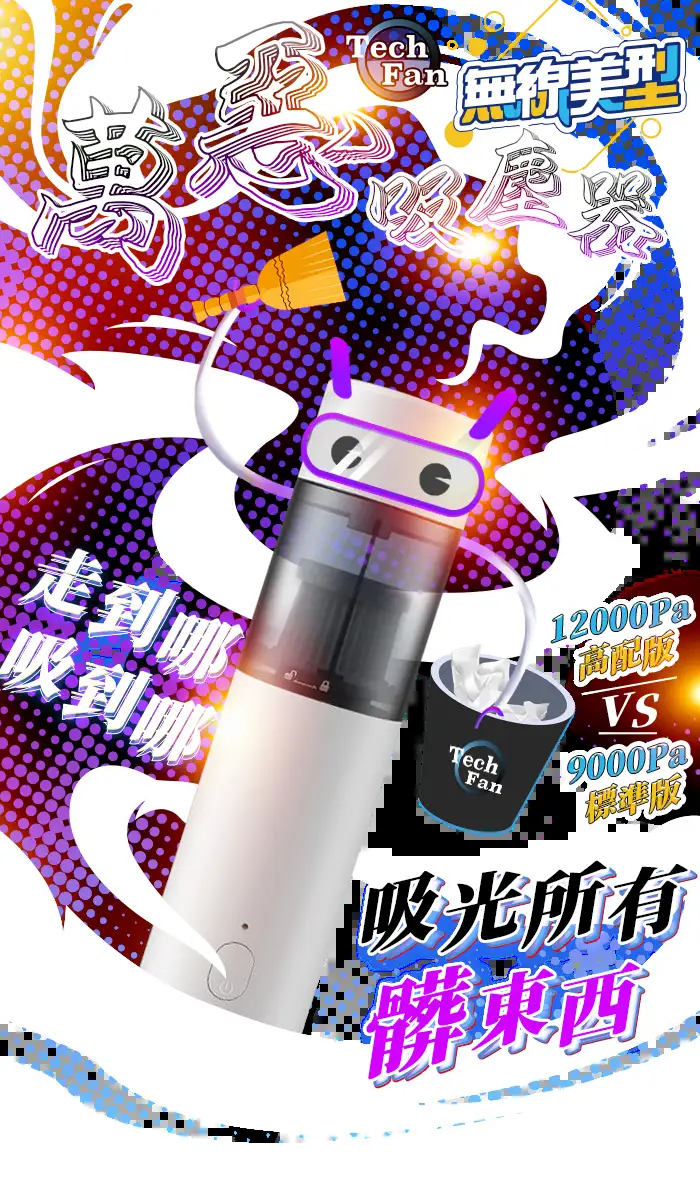 Tech
Fan
無線美型
萬惡吸塵器
走到哪
吸到哪
12000Pa
高配版
VS
9000Pa
標準版
Tech
Fan
吸光所有
髒東西